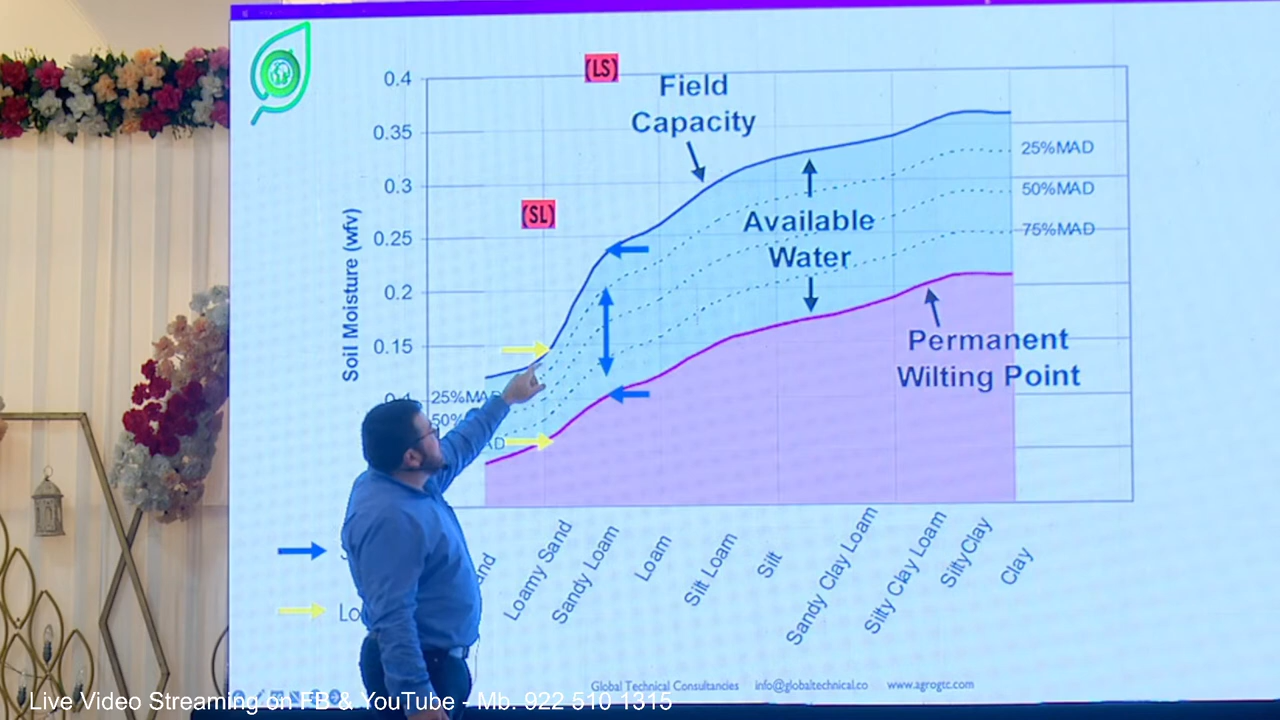 (LS)
Field
Capacity
(SL)
Available
Water
Permanent
Wilting Point
Soil Moisture (wfv)
0.4
0.35
0.3
0.25
0.2
0.15
25%MAD
50%MAD
75%MAD
25%MAD
50%
AD
Loamy Sand
Sandy Loam
Loam
Silt Loam
Silt
Sandy Clay Loam
Silty Clay Loam
SiltyClay
Clay
Global Technical Consultancies info@globaltechnical.co www.agrogtc.com
Live Video Streaming on FB & YouTube - Mb. 922 510 1315